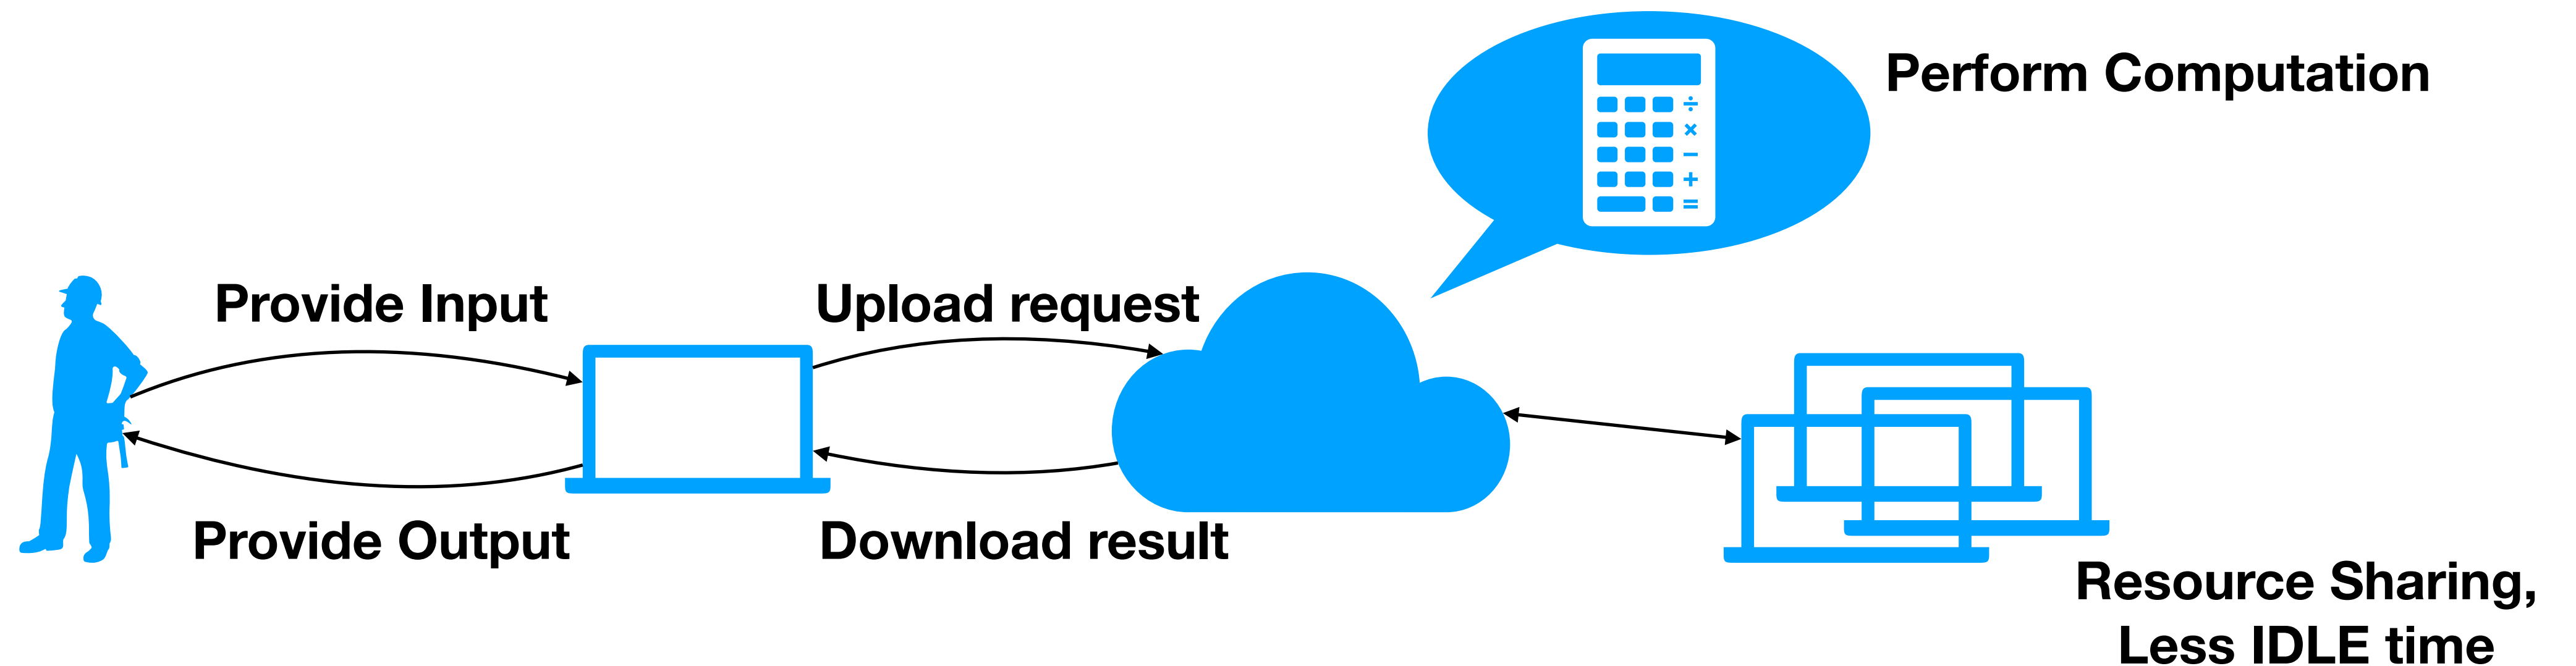 Perform Computation
Provide Input
Upload request
Provide Output
Download result
Resource Sharing,
Less IDLE time
÷
×
−
+
=